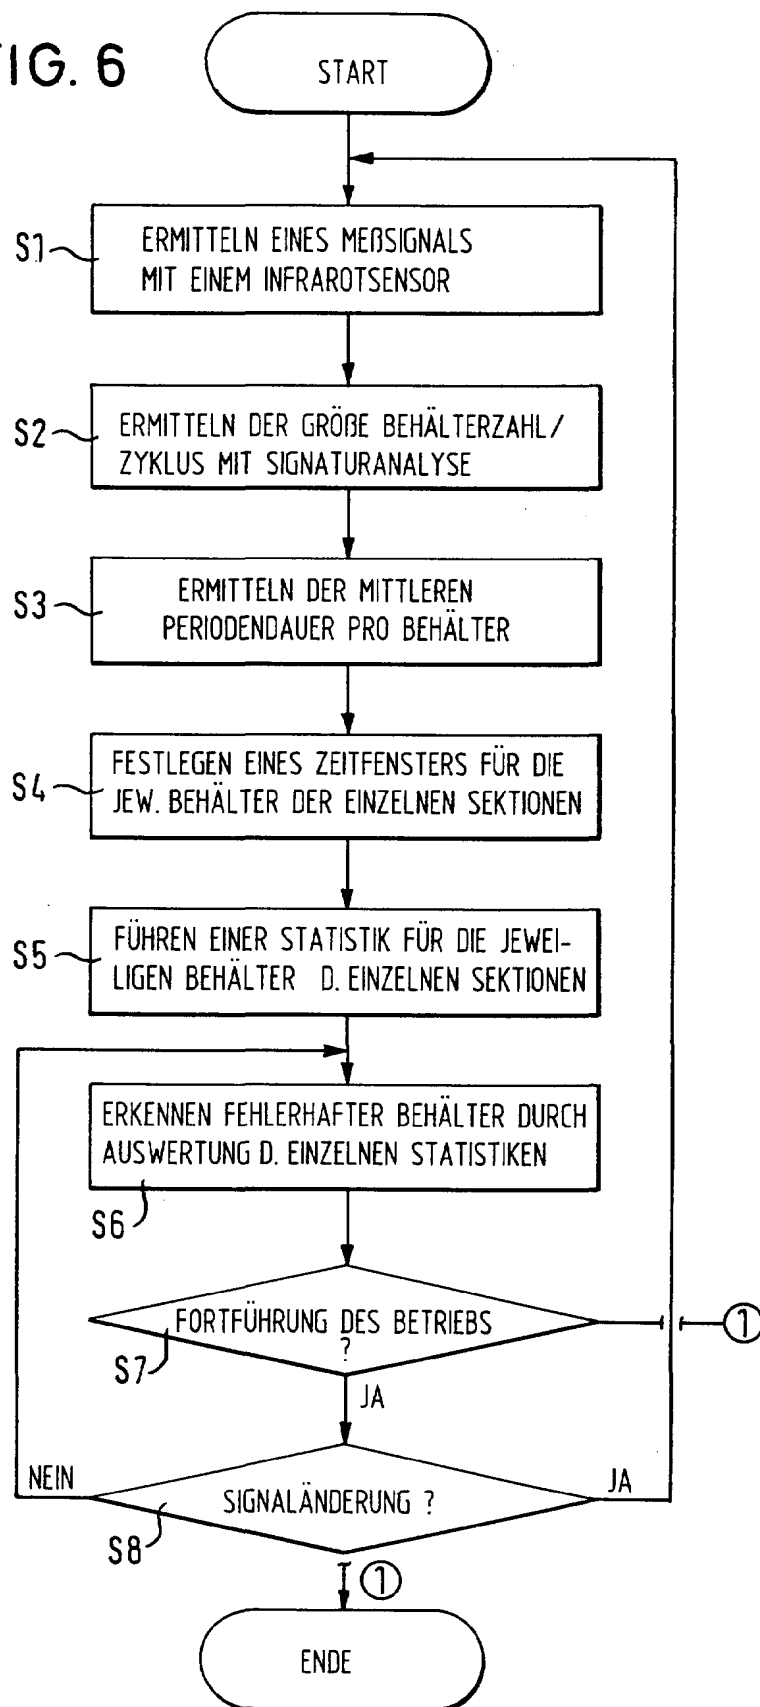 FIG. 6
START
S1
ERMITTELN EINES MEßSIGNALS
MIT EINEM INFRAROTSENSOR
S2
ERMITTELN DER GRÖßE BEHÄLTERZAHL/
ZYKLUS MIT SIGNATURANALYSE
S3
ERMITTELN DER MITTLEREN
PERIODENDAUER PRO BEHÄLTER
S4
FESTLEGEN EINES ZEITFENSTERS FÜR DIE
JEW. BEHÄLTER DER EINZELNEN SEKTIONEN
S5
FÜHREN EINER STATISTIK FÜR DIE JEWEI-
LIGEN BEHÄLTER D. EINZELNEN SEKTIONEN
ERKENNEN FEHLERHAFTER BEHÄLTER DURCH
AUSWERTUNG D. EINZELNEN STATISTIKEN
S6
FORTFÜHRUNG DES BETRIEBS
?
1
S7
JA
NEIN
SIGNALÄNDERUNG ?
JA
S8
1
ENDE